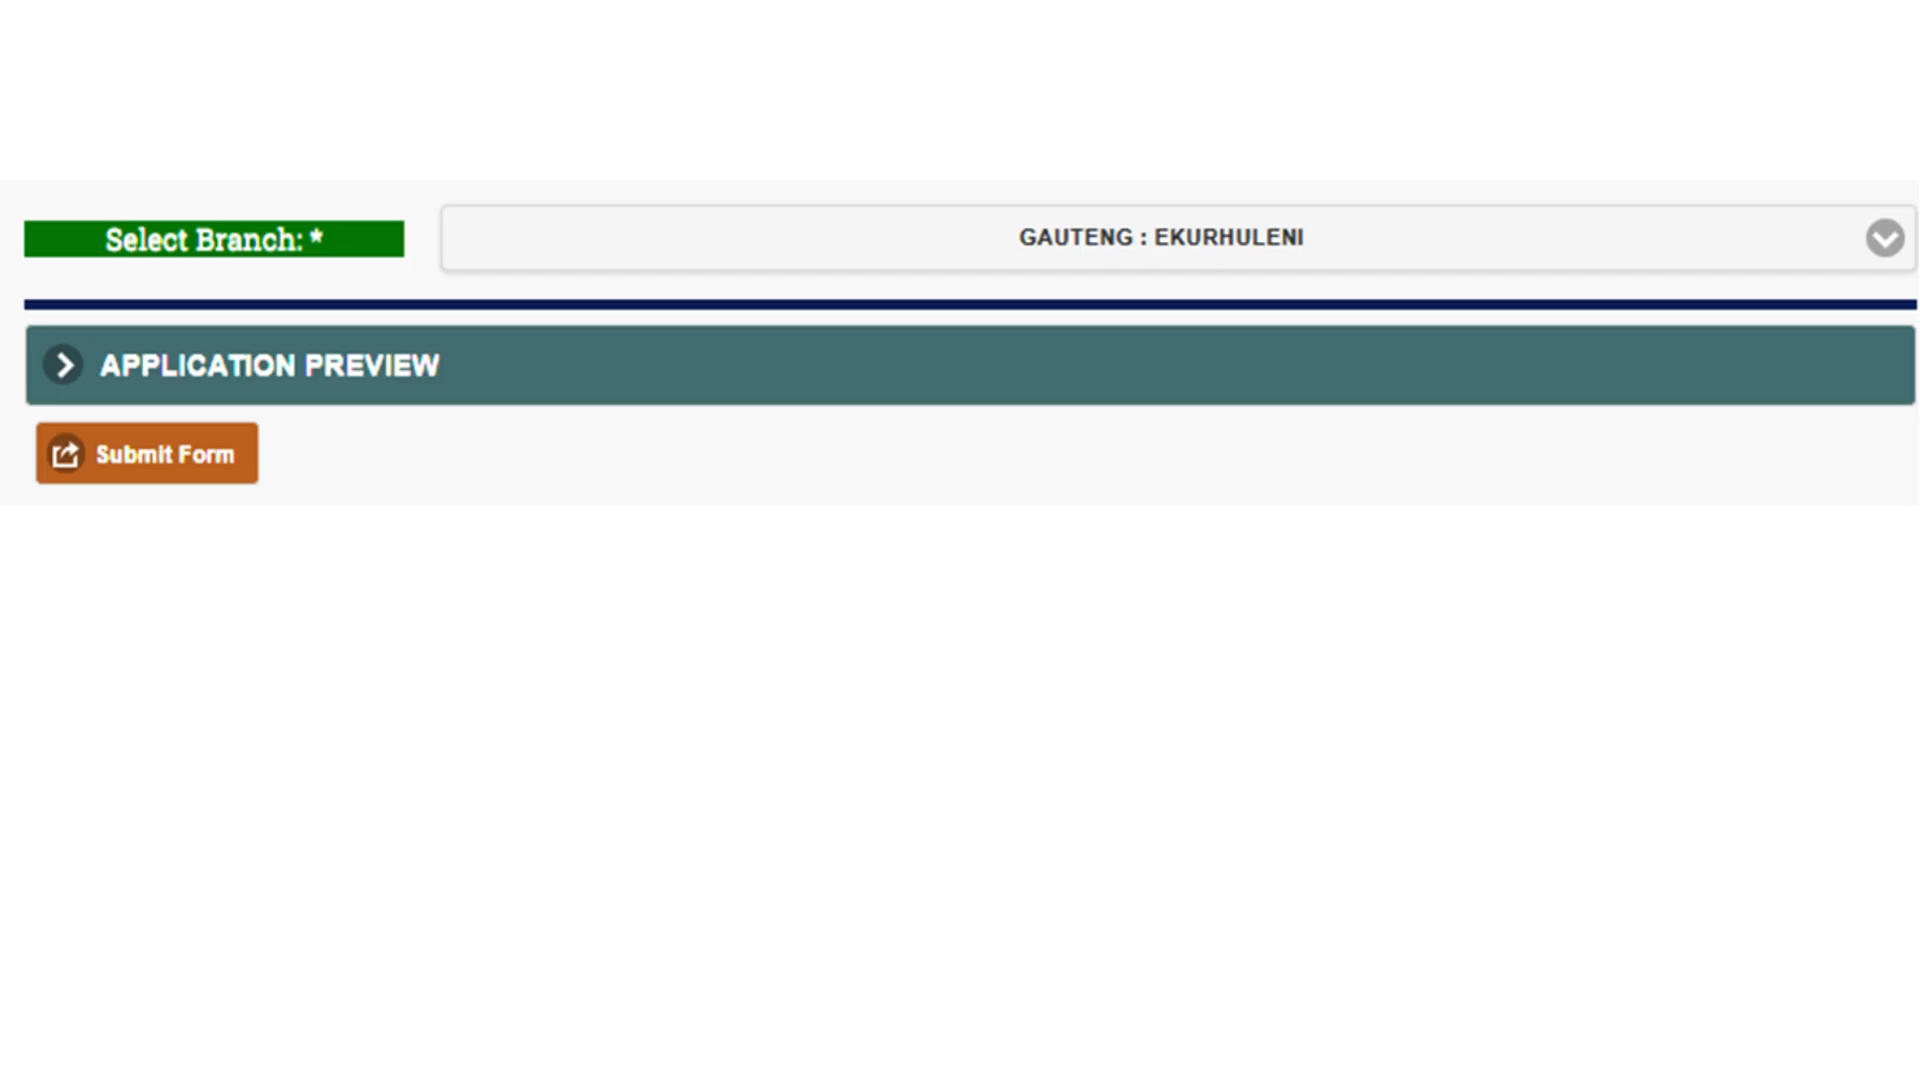 Select Branch: *
GAUTENG : EKURHULENI
APPLICATION PREVIEW
Submit Form